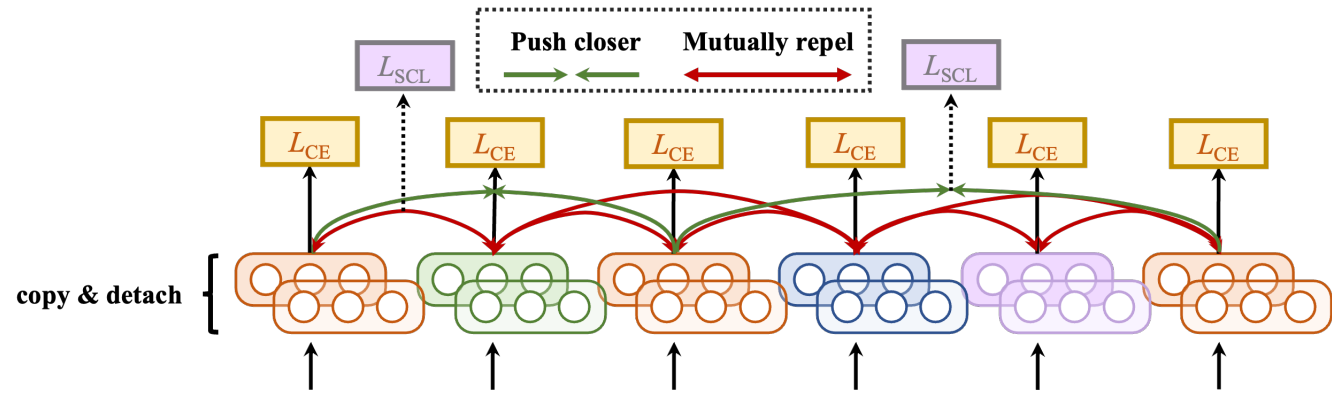 Push closer Mutually repel
L_SCL L_SCL
L_CE L_CE L_CE L_CE L_CE L_CE
copy & detach